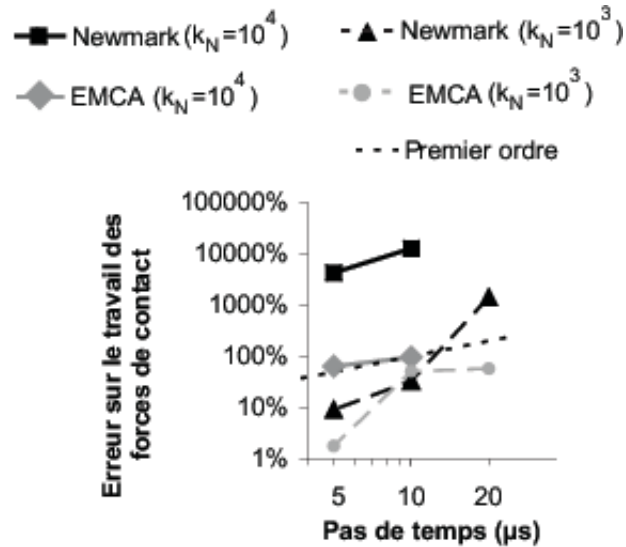 Newmark (k_N=10^4)
Newmark (k_N=10^3)
EMCA (k_N=10^4)
EMCA (k_N=10^3)
Premier ordre
Erreur sur le travail des
forces de contact
100000%
10000%
1000%
100%
10%
1%
5 10 20
Pas de temps (µs)